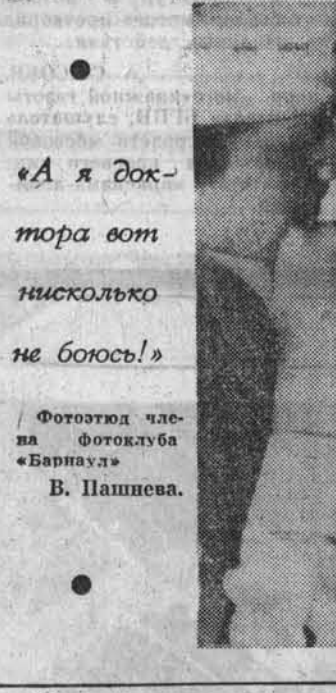 «А я док-
тора вот
нисколько
не боюсь!»
Фотоэтюд чле-
на фотоклуба
«Барнаул»
В. Пашнева.